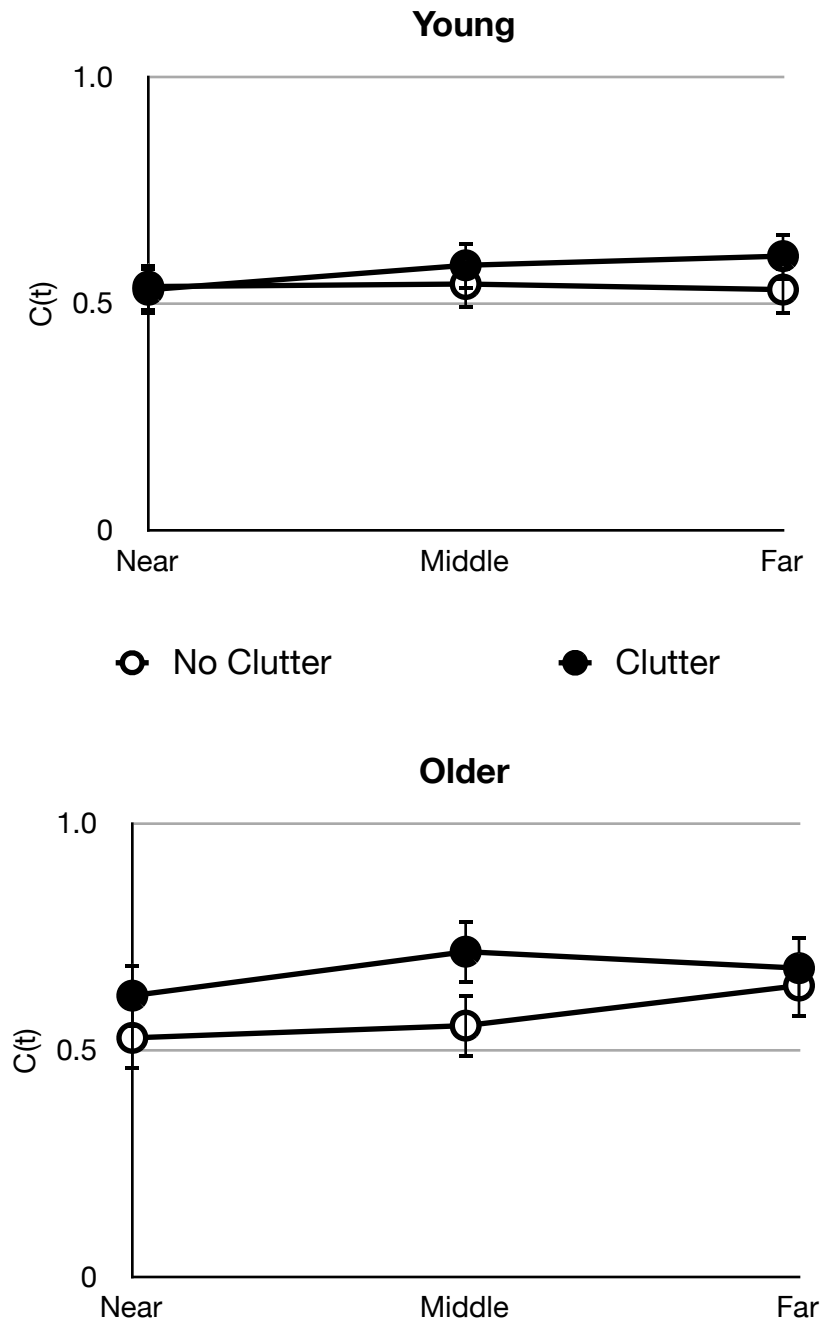 Young
1.0
C(t)
0.5
0
Near Middle Far
No Clutter Clutter
Older
1.0
C(t)
0.5
0
Near Middle Far